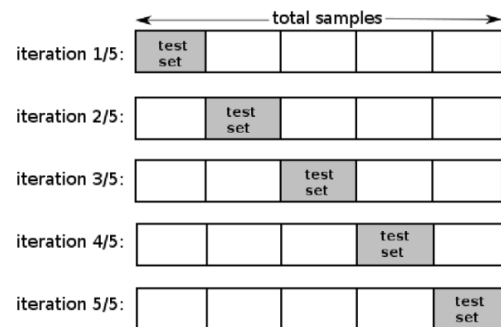 total samples
iteration 1/5:
test
set
iteration 2/5:
test
set
iteration 3/5:
test
set
iteration 4/5:
test
set
iteration 5/5:
test
set